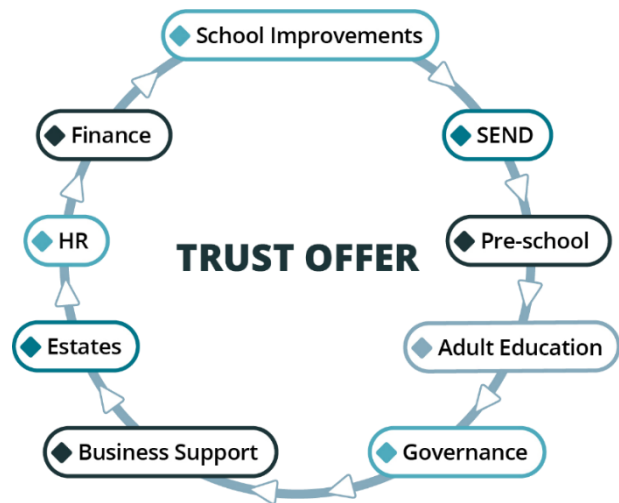 School Improvements
SEND
Pre-school
Adult Education
Governance
Business Support
Estates
HR
Finance
TRUST OFFER